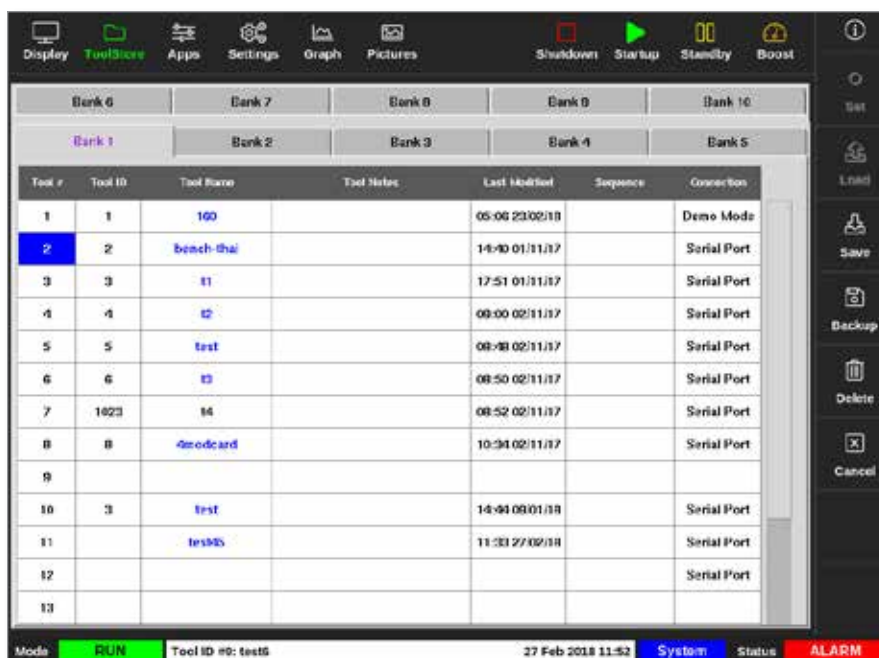 Display ToolStore Apps Settings Graph Pictures Shutdown Startup Standby Boost
Set
Load
Save
Backup
Delete
Cancel
Bank 6 Bank 7 Bank 8 Bank 9 Bank 10
Bank 1 Bank 2 Bank 3 Bank 4 Bank 5
Tool # Tool ID Tool Name Tool Notes Last Modified Sequence Connection
1 1 160 05:06 23/02/18 Demo Mode
2 2 bench-thai 14:40 01/11/17 Serial Port
3 3 t1 17:51 01/11/17 Serial Port
4 4 t2 08:00 02/11/17 Serial Port
5 5 test 08:48 02/11/17 Serial Port
6 6 t3 08:50 02/11/17 Serial Port
7 1023 t4 08:52 02/11/17 Serial Port
8 8 4modcard 10:34 02/11/17 Serial Port
9
10 3 test 14:44 09/01/18 Serial Port
11 test45 11:33 27/02/18 Serial Port
12 Serial Port
13
Mode RUN Tool ID #0: test6 27 Feb 2018 11:52 System Status ALARM